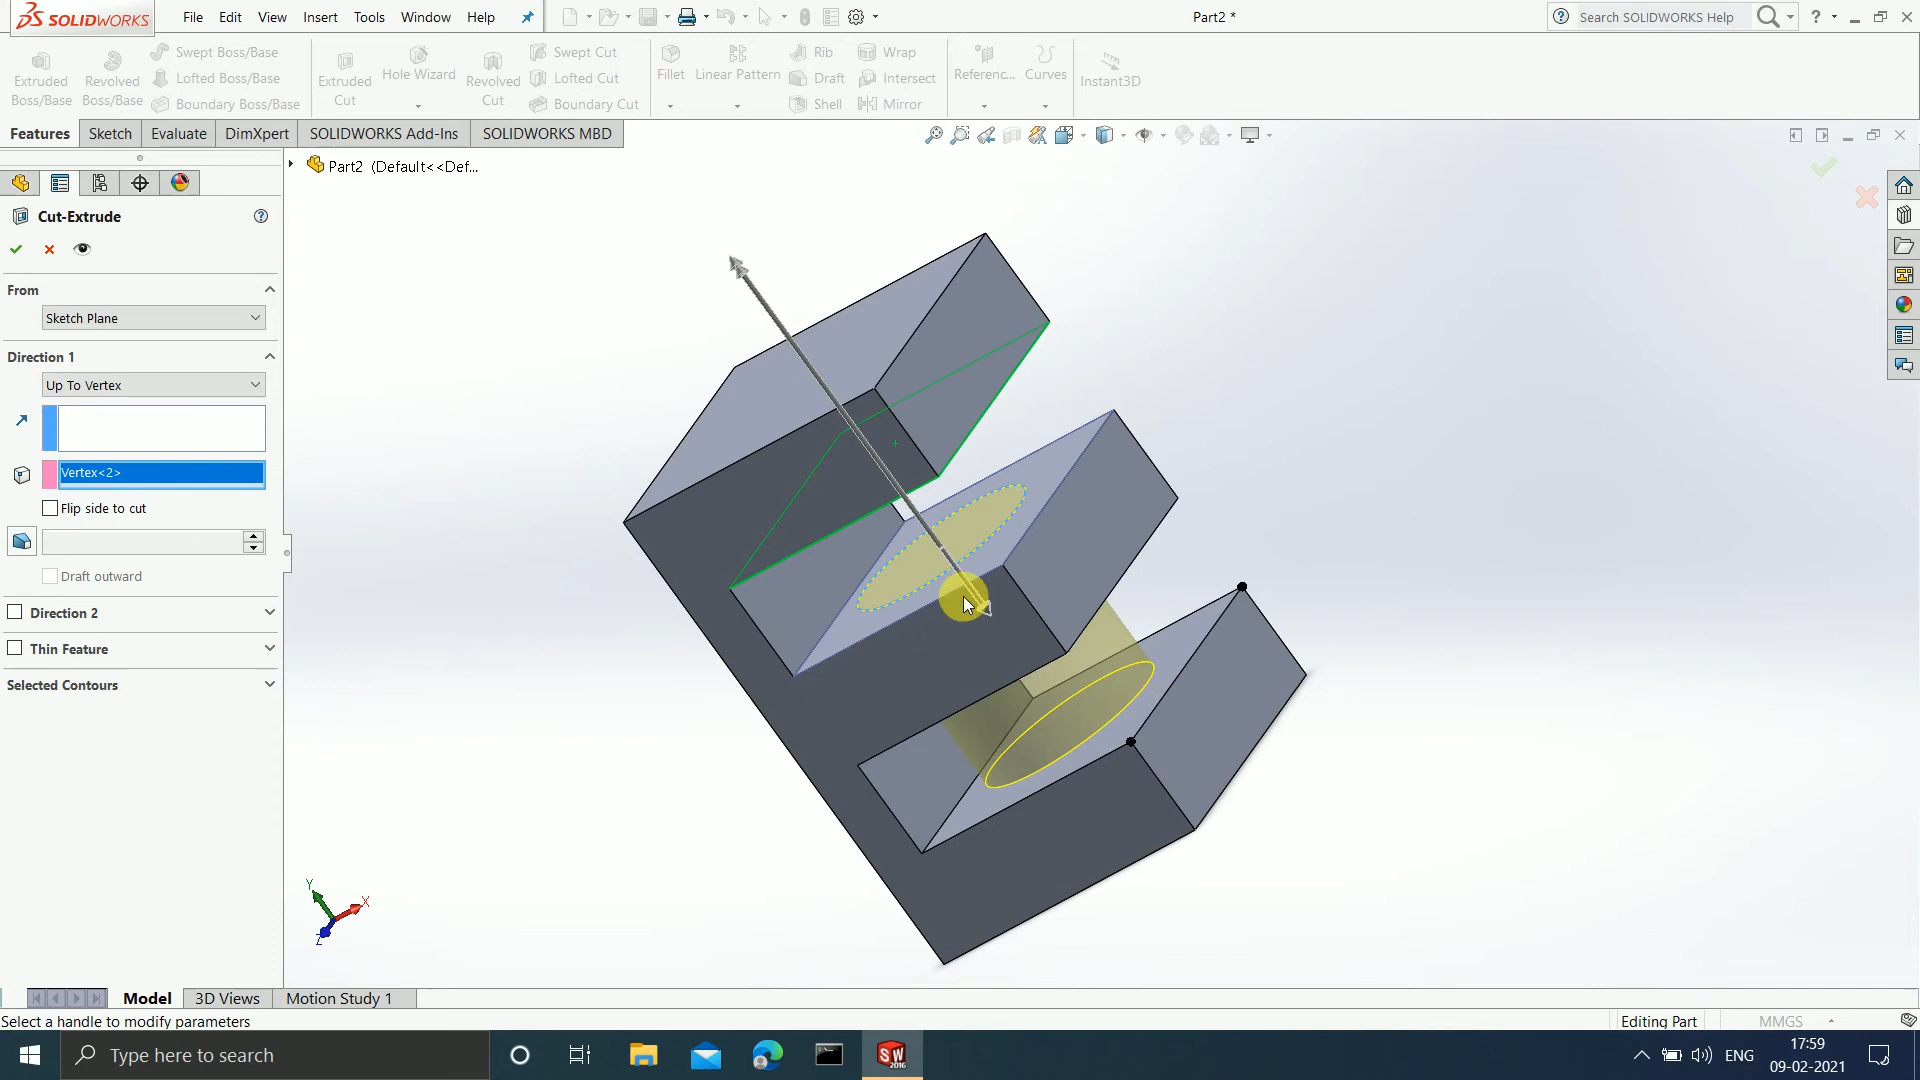 SOLIDWORKS File Edit View Insert Tools Window Help Part2 * Search SOLIDWORKS Help ?
Extruded Boss/Base
Revolved Boss/Base
Swept Boss/Base
Lofted Boss/Base
Boundary Boss/Base
Extruded Cut
Hole Wizard
Revolved Cut
Swept Cut
Lofted Cut
Boundary Cut
Fillet
Linear Pattern
Rib
Draft
Shell
Wrap
Intersect
Mirror
Referenc...
Curves
Instant3D
Features Sketch Evaluate DimXpert SOLIDWORKS Add-Ins SOLIDWORKS MBD
Part2 (Default<<Def...
Cut-Extrude ?
From
Sketch Plane
Direction 1
Up To Vertex
Vertex<2>
Flip side to cut
Draft outward
Direction 2
Thin Feature
Selected Contours
Y
X
Z
Model 3D Views Motion Study 1
Select a handle to modify parameters Editing Part MMGS
Type here to search
SW
2016
ENG
17:59
09-02-2021